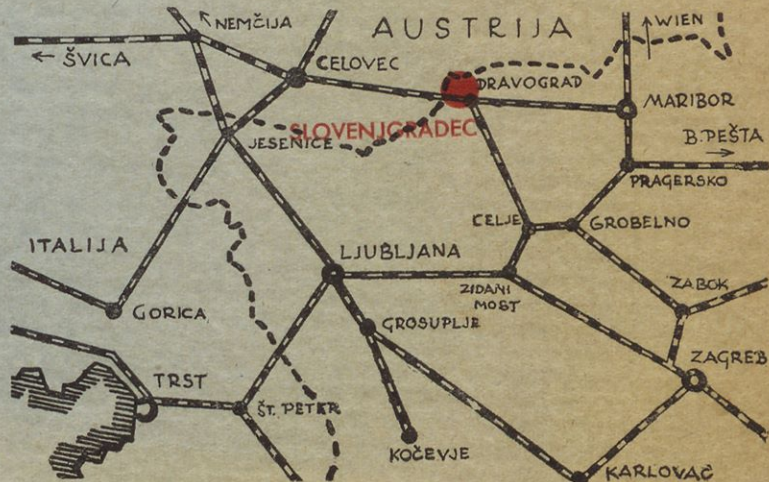 NEMČIJA
AUSTRIJA
WIEN
ŠVICA
CELOVEC
DRAVOGRAD
MARIBOR
SLOVENJGRADEC
JESENICE
B.PEŠTA
PRAGERSKO
CELJE
GROBELNO
ITALIJA
LJUBLJANA
ZIDANI
MOST
ZABOK
GORICA
GROSUPLJE
ZAGREB
TRST
ŠT. PETER
KOČEVJE
KARLOVAČ